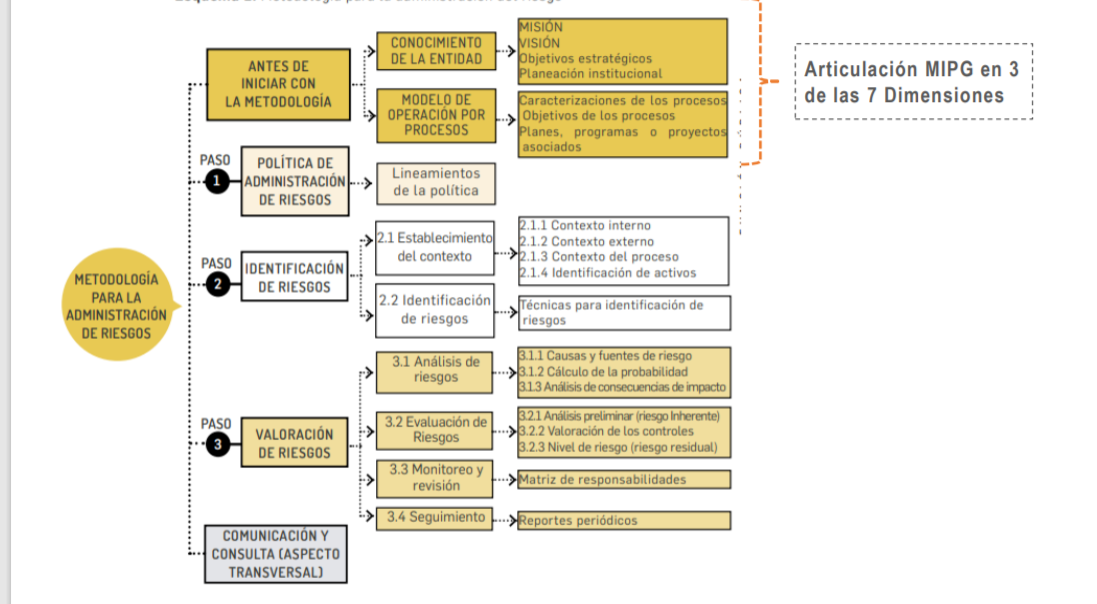 METODOLOGÍA
PARA LA
ADMINISTRACIÓN
DE RIESGOS
ANTES DE
INICIAR CON
LA METODOLOGÍA
CONOCIMIENTO
DE LA ENTIDAD
MISIÓN
VISIÓN
Objetivos estratégicos
Planeación institucional
MODELO DE
OPERACIÓN POR
PROCESOS
Caracterizaciones de los procesos
Objetivos de los procesos
Planes, programas o proyectos
asociados
Articulación MIPG en 3
de las 7 Dimensiones
PASO
1
POLÍTICA DE
ADMINISTRACIÓN
DE RIESGOS
Lineamientos
de la política
PASO
2
IDENTIFICACIÓN
DE RIESGOS
2.1 Establecimiento
del contexto
2.1.1 Contexto interno
2.1.2 Contexto externo
2.1.3 Contexto del proceso
2.1.4 Identificación de activos
2.2 Identificación
de riesgos
Técnicas para identificación de
riesgos
PASO
3
VALORACIÓN
DE RIESGOS
3.1 Análisis de
riesgos
3.1.1 Causas y fuentes de riesgo
3.1.2 Cálculo de la probabilidad
3.1.3 Análisis de consecuencias de impacto
3.2 Evaluación de
Riesgos
3.2.1 Análisis preliminar (riesgo Inherente)
3.2.2 Valoración de los controles
3.2.3 Nivel de riesgo (riesgo residual)
3.3 Monitoreo y
revisión
Matriz de responsabilidades
3.4 Seguimiento
Reportes periódicos
COMUNICACIÓN Y
CONSULTA (ASPECTO
TRANSVERSAL)